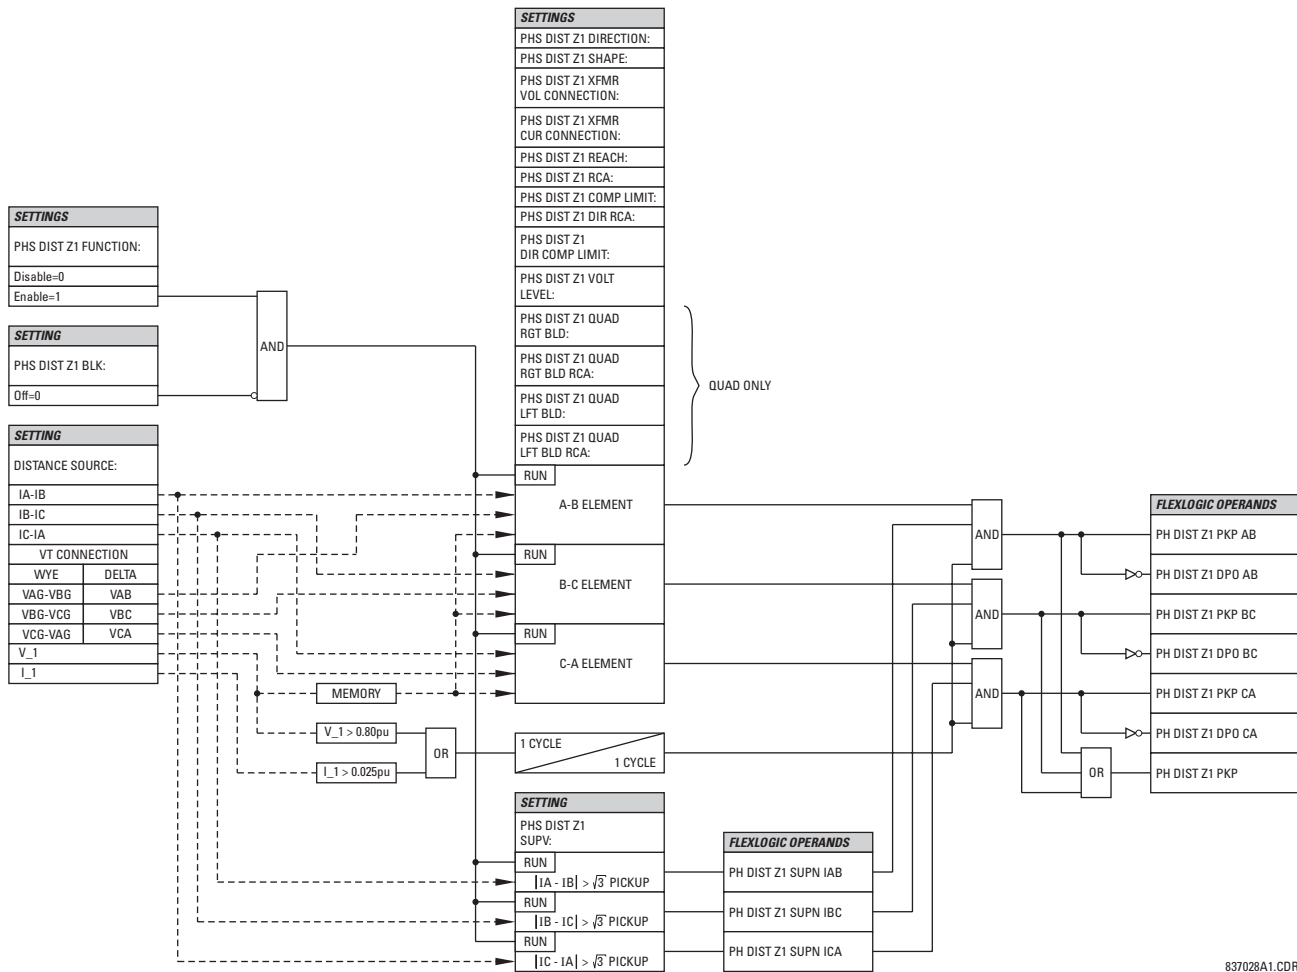 SETTINGS
PHS DIST Z1 DIRECTION:
PHS DIST Z1 SHAPE:
PHS DIST Z1 XFMR
VOL CONNECTION:
PHS DIST Z1 XFMR
CUR CONNECTION:
PHS DIST Z1 REACH:
PHS DIST Z1 RCA:
PHS DIST Z1 COMP LIMIT:
PHS DIST Z1 DIR RCA:
PHS DIST Z1
DIR COMP LIMIT:
PHS DIST Z1 VOLT
LEVEL:
PHS DIST Z1 QUAD
RGT BLD:
PHS DIST Z1 QUAD
RGT BLD RCA:
PHS DIST Z1 QUAD
LFT BLD:
PHS DIST Z1 QUAD
LFT BLD RCA:
QUAD ONLY
RUN
A-B ELEMENT
RUN
B-C ELEMENT
RUN
C-A ELEMENT
SETTINGS
PHS DIST Z1 FUNCTION:
Disable=0
Enable=1
SETTING
PHS DIST Z1 BLK:
Off=0
AND
SETTING
DISTANCE SOURCE:
IA-IB
IB-IC
IC-IA
VT CONNECTION
WYE DELTA
VAG-VBG VAB
VBG-VCG VBC
VCG-VAG VCA
V_1
I_1
MEMORY
V_1 > 0.80pu
I_1 > 0.025pu
OR
1 CYCLE
1 CYCLE
SETTING
PHS DIST Z1
SUPV:
RUN
|IA - IB| > √3 PICKUP
RUN
|IB - IC| > √3 PICKUP
RUN
|IC - IA| > √3 PICKUP
FLEXLOGIC OPERANDS
PH DIST Z1 SUPN IAB
PH DIST Z1 SUPN IBC
PH DIST Z1 SUPN ICA
AND
AND
AND
OR
FLEXLOGIC OPERANDS
PH DIST Z1 PKP AB
PH DIST Z1 DPO AB
PH DIST Z1 PKP BC
PH DIST Z1 DPO BC
PH DIST Z1 PKP CA
PH DIST Z1 DPO CA
PH DIST Z1 PKP
837028A1.CDR